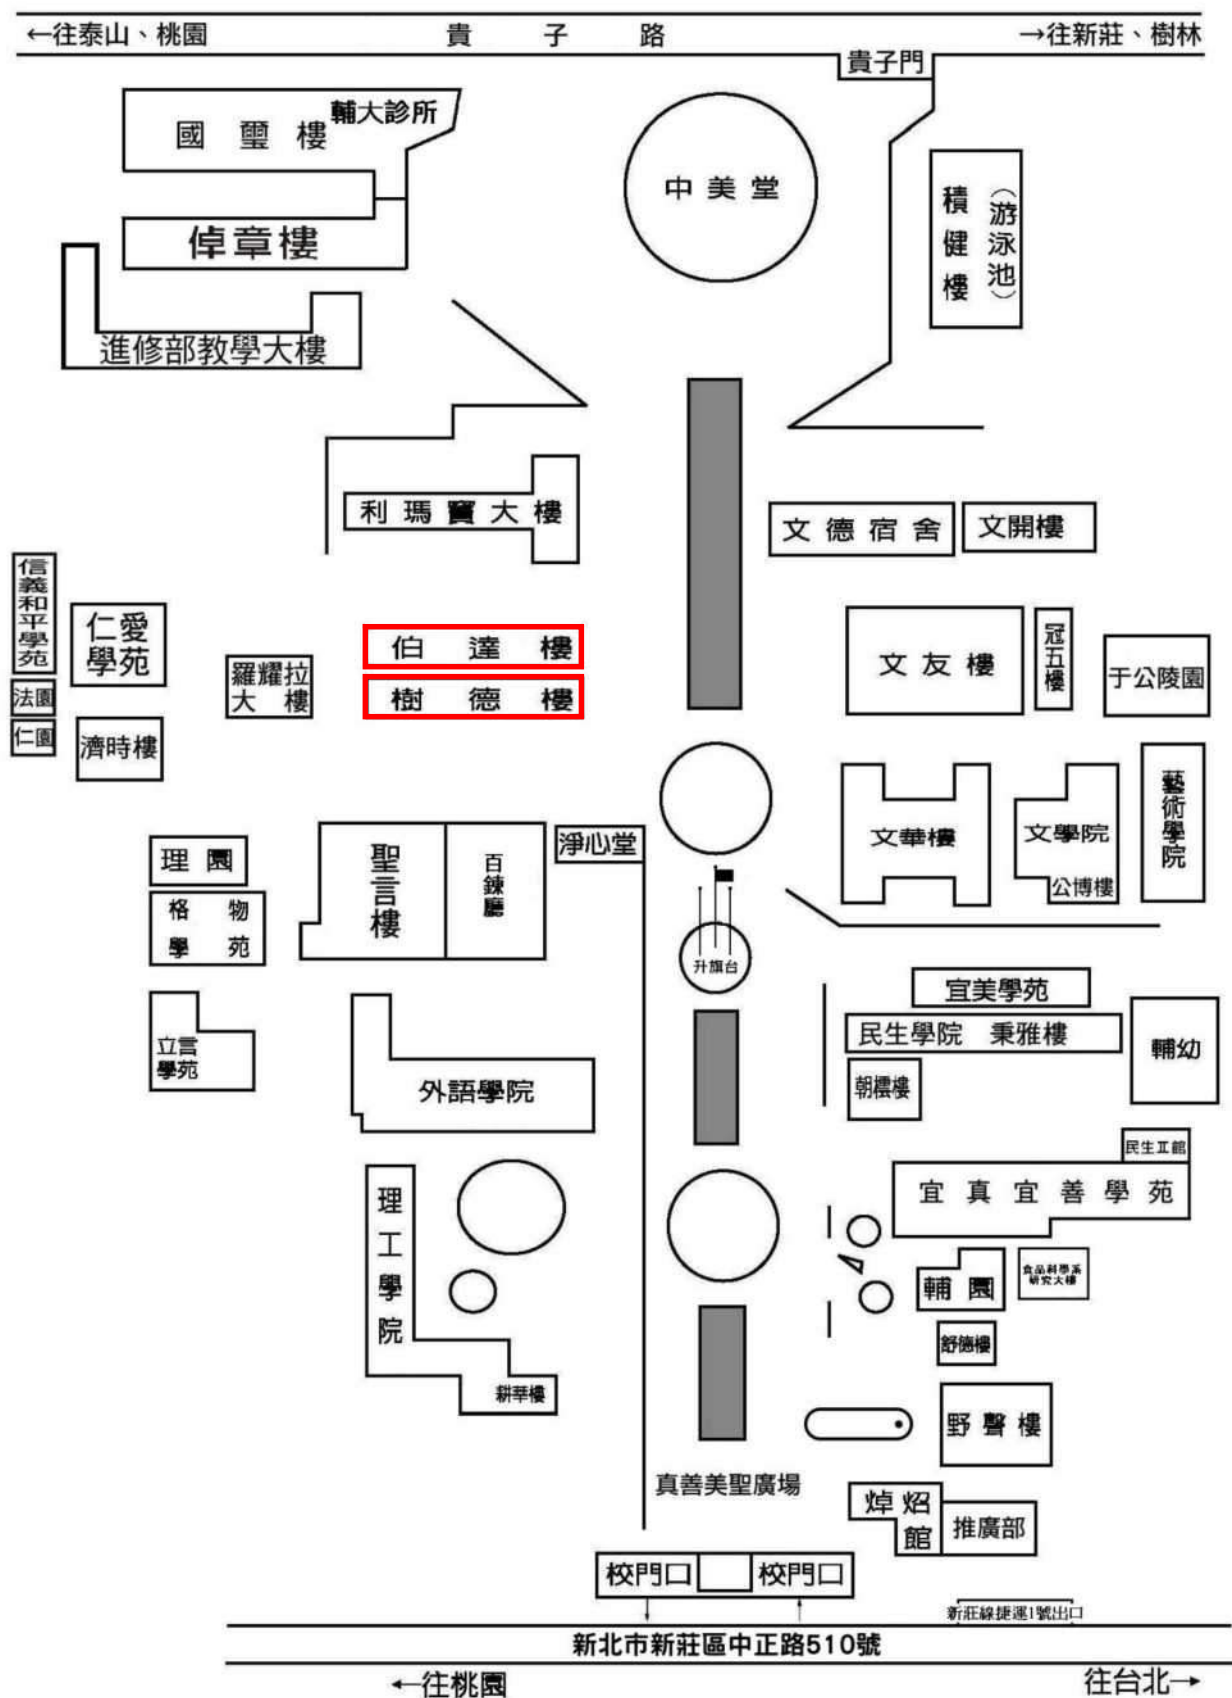 ←往泰山、桃園
貴子路
→往新莊、樹林
貴子門
國璽樓
輔大診所
中美堂
積健樓
（游泳池）
倬章樓
進修部教學大樓
利瑪竇大樓
文德宿舍
文開樓
信義和平學苑
仁愛
學苑
羅耀拉
大樓
伯達樓
樹德樓
文友樓
冠五樓
于公陵園
法園
仁園
濟時樓
文華樓
文學院
公博樓
藝術學院
理園
格物
學苑
聖言樓
百鍊廳
淨心堂
升旗台
宜美學苑
民生學院 秉雅樓
輔幼
朝橒樓
立言
學苑
外語學院
民生工館
宜真宜善學苑
理工學院
輔園
食品科學系
研究大樓
舒德樓
耕莘樓
野聲樓
真善美聖廣場
焯炤
館
推廣部
校門口
校門口
新莊線捷運1號出口
新北市新莊區中正路510號
←往桃園
往台北→